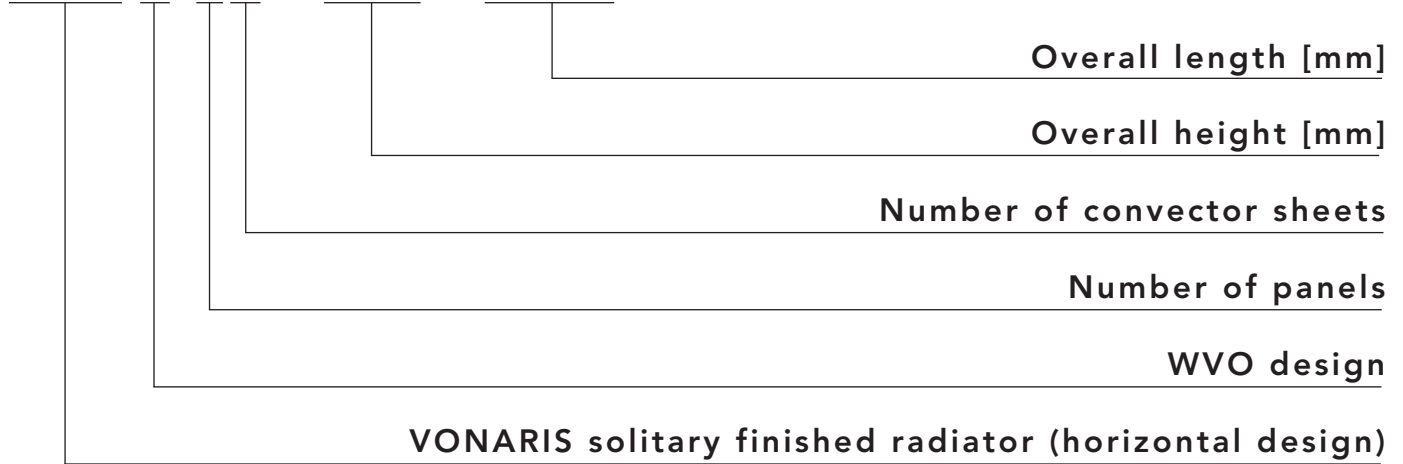 Overall length [mm]
Overall height [mm]
Number of convector sheets
Number of panels
WVO design
VONARIS solitary finished radiator (horizontal design)